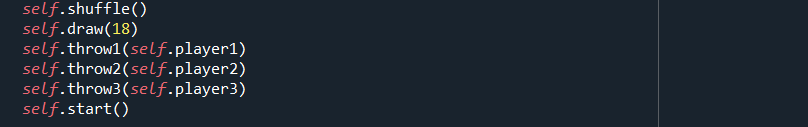 self.shuffle()
self.draw(18)
self.throw1(self.player1)
self.throw2(self.player2)
self.throw3(self.player3)
self.start()